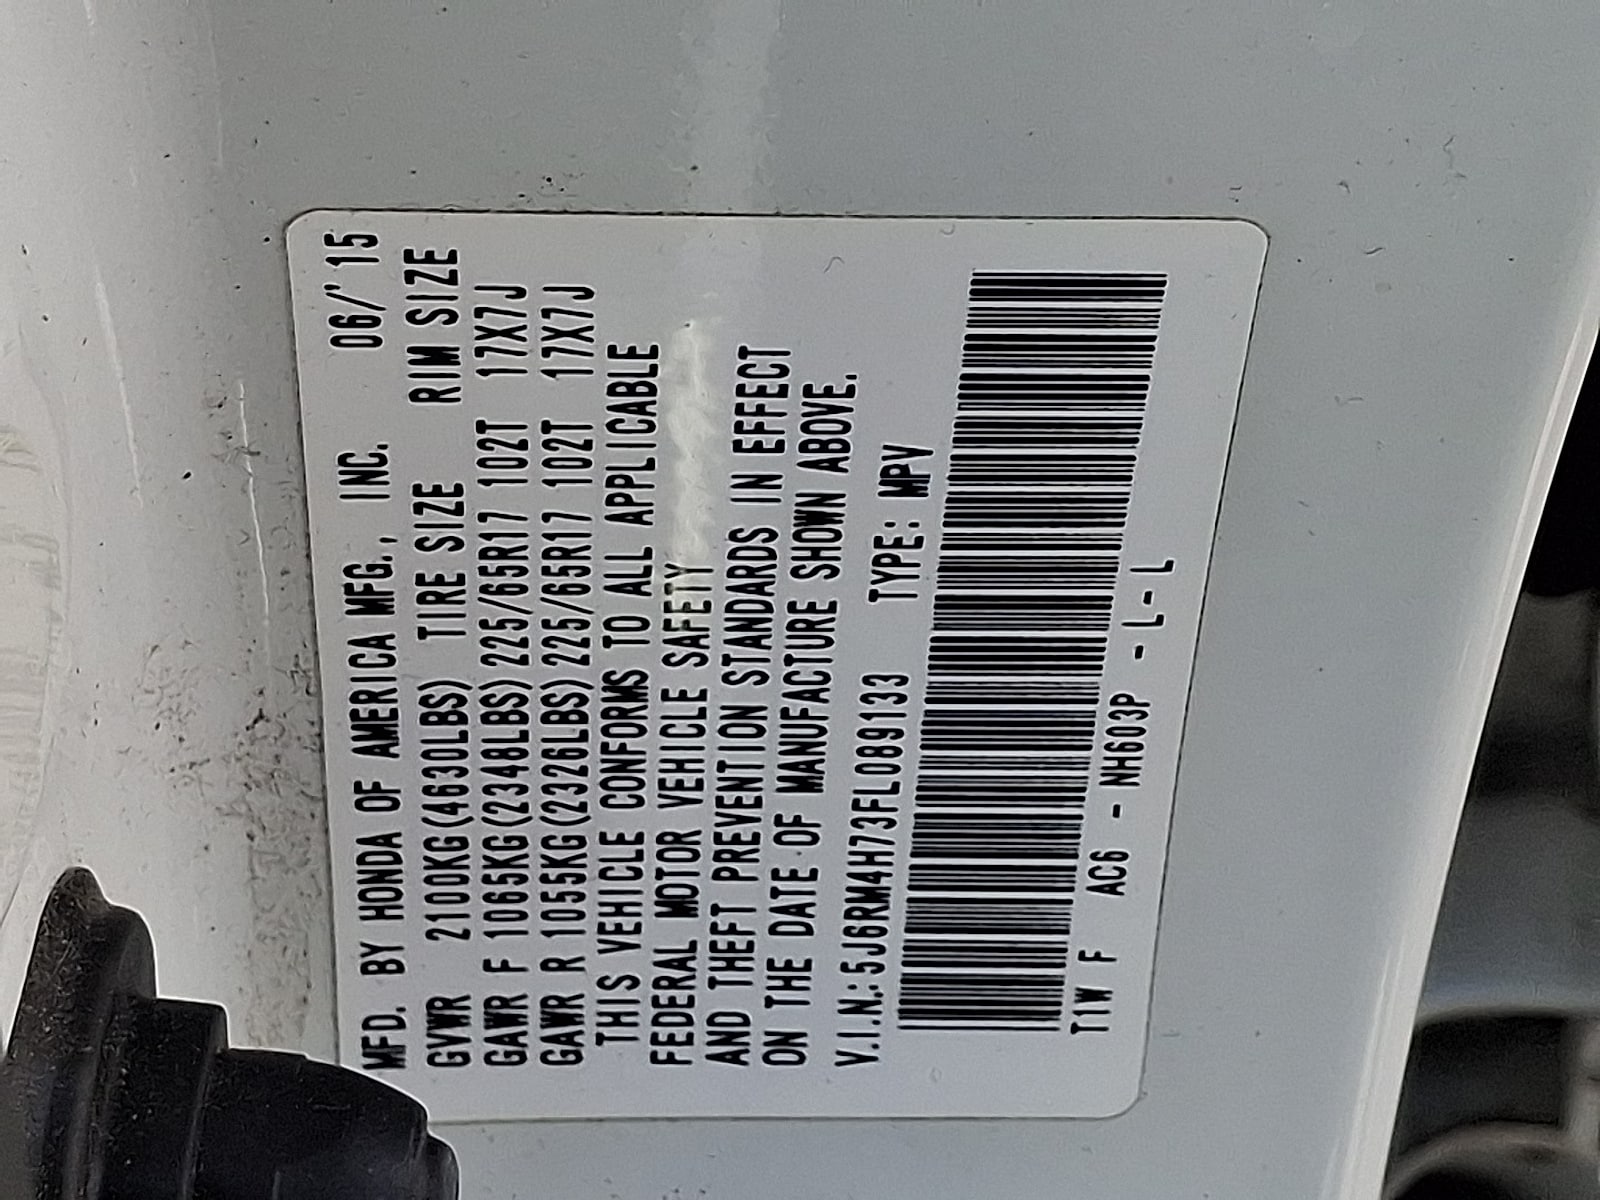 MFD. BY HONDA OF AMERICA MFG., INC. 06/'15
GVWR 2100KG(4630LBS) TIRE SIZE RIM SIZE
GAWR F 1065KG(2348LBS) 225/65R17 102T 17X7J
GAWR R 1055KG(2326LBS) 225/65R17 102T 17X7J
THIS VEHICLE CONFORMS TO ALL APPLICABLE
FEDERAL MOTOR VEHICLE SAFETY
AND THEFT PREVENTION STANDARDS IN EFFECT
ON THE DATE OF MANUFACTURE SHOWN ABOVE.
V.I.N.:5J6RM4H73FL089133 TYPE: MPV
T1W F AC6 - NH603P - L- L